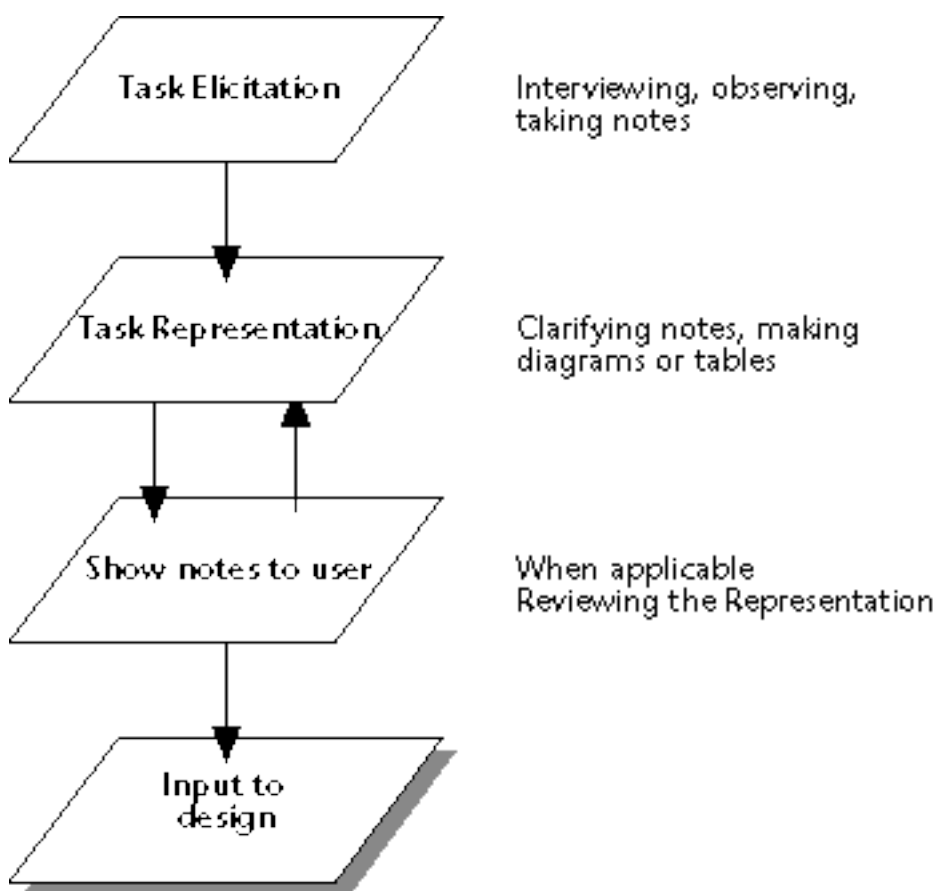 Task Elicitation
Interviewing, observing,
taking notes
Task Representation
Clarifying notes, making
diagrams or tables
Show notes to user
When applicable
Reviewing the Representation
Input to
design